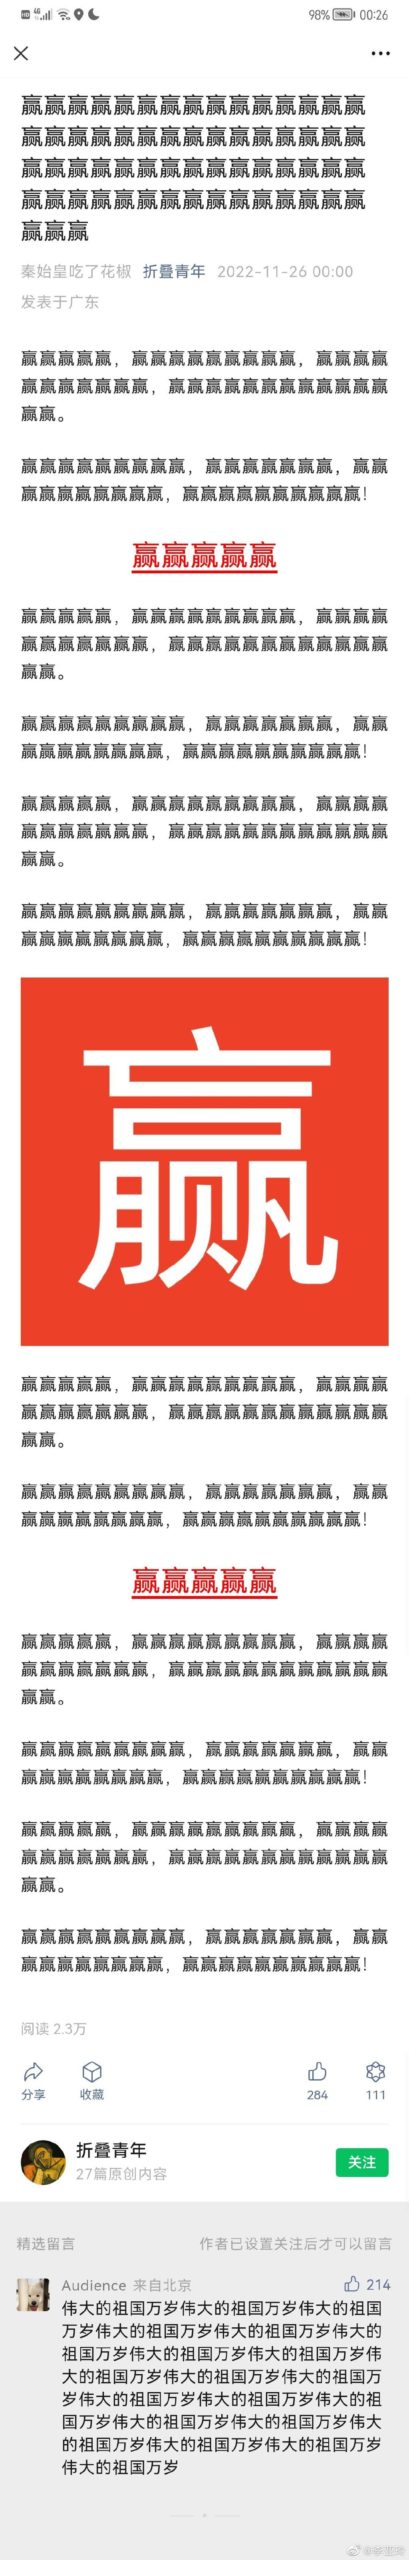 98% 00:26
赢赢赢赢赢赢赢赢赢赢赢赢赢赢赢
赢赢赢赢赢赢赢赢赢赢赢赢赢赢赢
赢赢赢赢赢赢赢赢赢赢赢赢赢赢赢
赢赢赢赢赢赢赢赢赢赢赢赢赢赢赢
赢赢赢
秦始皇吃了花椒 折叠青年 2022-11-26 00:00
发表于广东
赢赢赢赢赢，赢赢赢赢赢赢赢赢赢，赢赢赢赢
赢赢赢赢赢赢赢，赢赢赢赢赢赢赢赢赢赢赢赢
赢赢。
赢赢赢赢赢赢赢赢赢，赢赢赢赢赢赢赢，赢赢
赢赢赢赢赢赢赢赢，赢赢赢赢赢赢赢赢赢赢！
赢赢赢赢赢
赢赢赢赢赢，赢赢赢赢赢赢赢赢赢，赢赢赢赢
赢赢赢赢赢赢赢，赢赢赢赢赢赢赢赢赢赢赢赢
赢赢。
赢赢赢赢赢赢赢赢赢，赢赢赢赢赢赢赢，赢赢
赢赢赢赢赢赢赢赢，赢赢赢赢赢赢赢赢赢赢！
赢赢赢赢赢，赢赢赢赢赢赢赢赢赢，赢赢赢赢
赢赢赢赢赢赢赢，赢赢赢赢赢赢赢赢赢赢赢赢
赢赢。
赢赢赢赢赢赢赢赢赢，赢赢赢赢赢赢赢，赢赢
赢赢赢赢赢赢赢赢，赢赢赢赢赢赢赢赢赢赢！
赢
赢赢赢赢赢，赢赢赢赢赢赢赢赢赢，赢赢赢赢
赢赢赢赢赢赢赢，赢赢赢赢赢赢赢赢赢赢赢赢
赢赢。
赢赢赢赢赢赢赢赢赢，赢赢赢赢赢赢赢，赢赢
赢赢赢赢赢赢赢赢，赢赢赢赢赢赢赢赢赢赢！
赢赢赢赢赢
赢赢赢赢赢，赢赢赢赢赢赢赢赢赢，赢赢赢赢
赢赢赢赢赢赢赢，赢赢赢赢赢赢赢赢赢赢赢赢
赢赢。
赢赢赢赢赢赢赢赢赢，赢赢赢赢赢赢赢，赢赢
赢赢赢赢赢赢赢赢，赢赢赢赢赢赢赢赢赢赢！
赢赢赢赢赢，赢赢赢赢赢赢赢赢赢，赢赢赢赢
赢赢赢赢赢赢赢，赢赢赢赢赢赢赢赢赢赢赢赢
赢赢。
赢赢赢赢赢赢赢赢赢，赢赢赢赢赢赢赢，赢赢
赢赢赢赢赢赢赢赢，赢赢赢赢赢赢赢赢赢赢！
阅读 2.3万
分享 收藏 284 111
折叠青年
27篇原创内容
关注
精选留言 作者已设置关注后才可以留言
Audience 来自北京 214
伟大的祖国万岁伟大的祖国万岁伟大的祖国
万岁伟大的祖国万岁伟大的祖国万岁伟大的
祖国万岁伟大的祖国万岁伟大的祖国万岁伟
大的祖国万岁伟大的祖国万岁伟大的祖国万
岁伟大的祖国万岁伟大的祖国万岁伟大的祖
国万岁伟大的祖国万岁伟大的祖国万岁伟大
的祖国万岁伟大的祖国万岁伟大的祖国万岁
伟大的祖国万岁